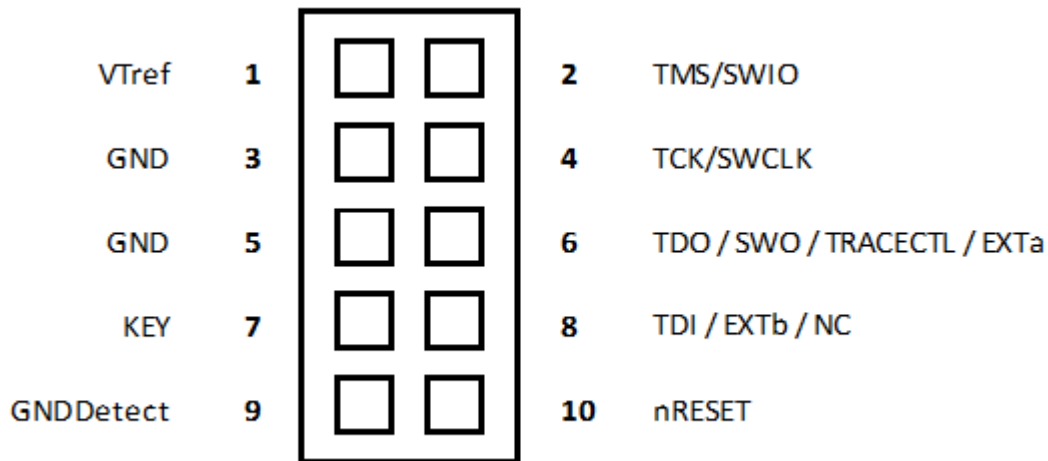 VTref 1 2 TMS/SWIO
GND 3 4 TCK/SWCLK
GND 5 6 TDO / SWO / TRACECTL / EXTa
KEY 7 8 TDI / EXTb / NC
GNDDetect 9 10 nRESET